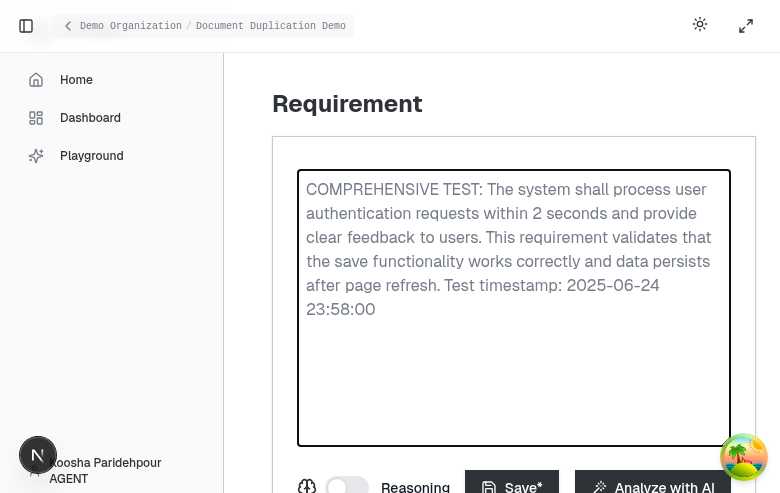 Demo Organization / Document Duplication Demo
Home
Dashboard
Playground
Requirement
COMPREHENSIVE TEST: The system shall process user
authentication requests within 2 seconds and provide
clear feedback to users. This requirement validates that
the save functionality works correctly and data persists
after page refresh. Test timestamp: 2025-06-24
23:58:00
N
Koosha Paridehpour
AGENT
Reasoning
Save*
Analyze with AI